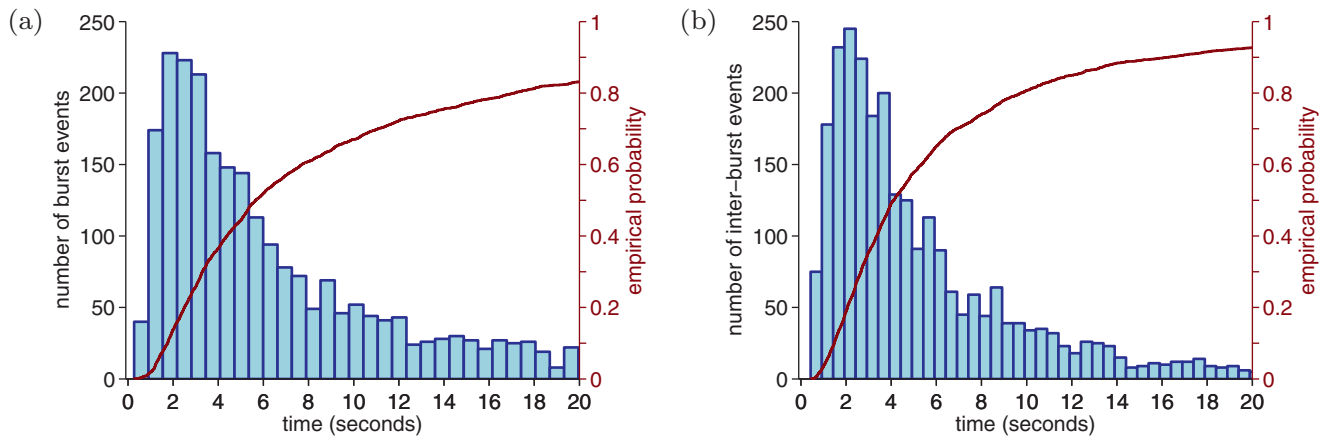 (a)
number of burst events
250
200
150
100
50
0
0 2 4 6 8 10 12 14 16 18 20
time (seconds)
1
0.8
0.6
0.4
0.2
0
empirical probability
(b)
number of inter−burst events
250
200
150
100
50
0
0 2 4 6 8 10 12 14 16 18 20
time (seconds)
1
0.8
0.6
0.4
0.2
0
empirical probability